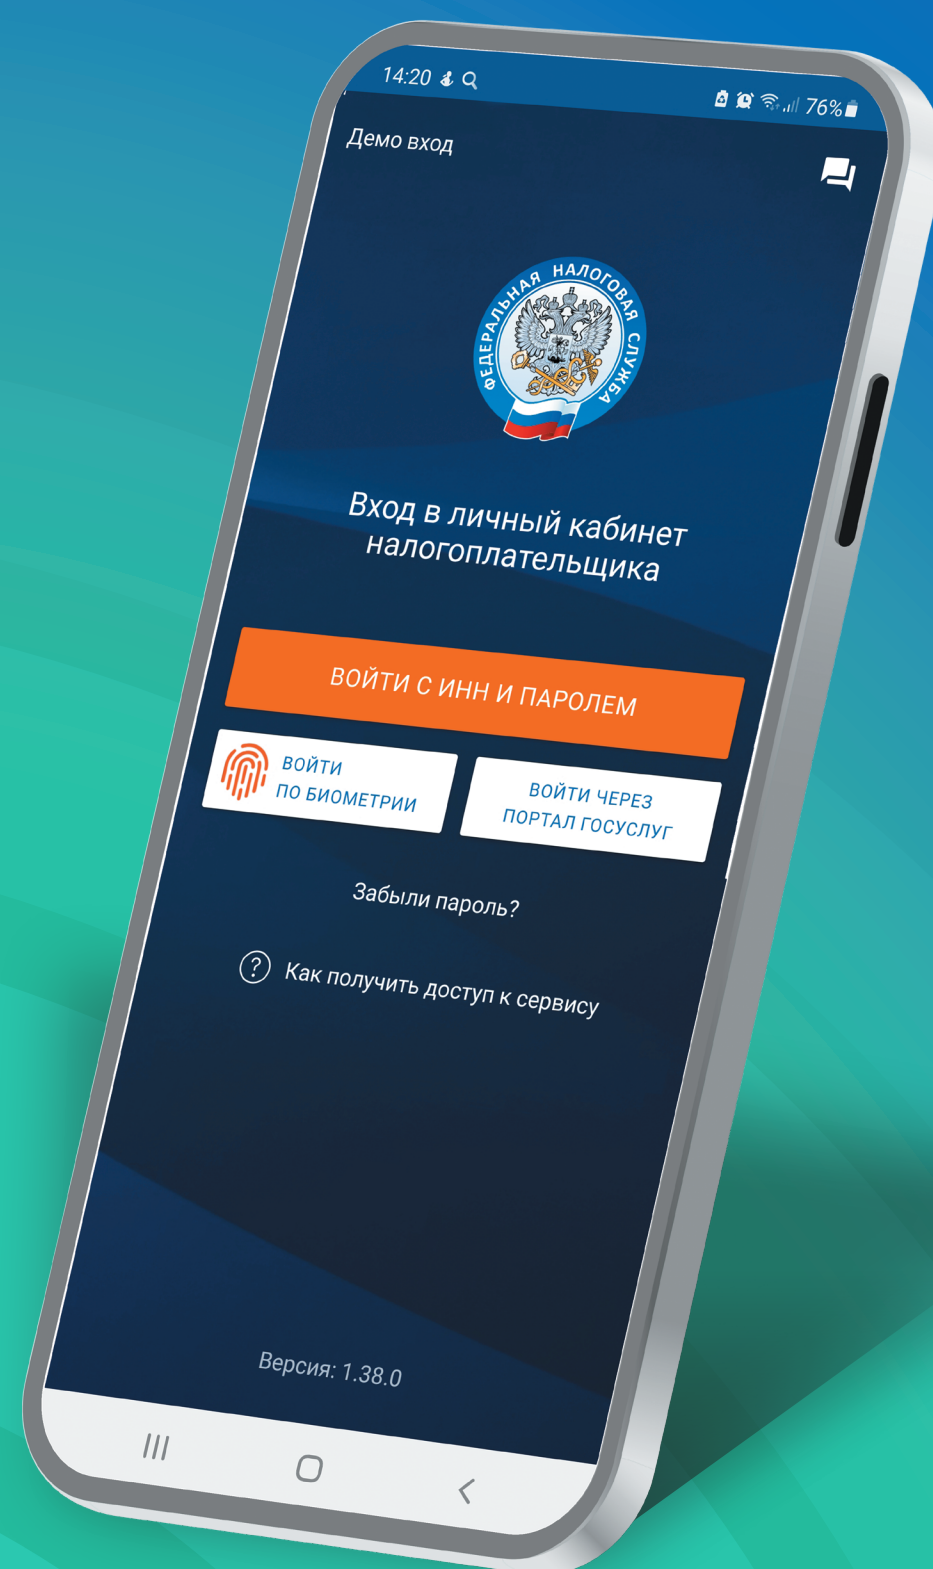 14:20
76%
Демо вход
ФЕДЕРАЛЬНАЯ НАЛОГОВАЯ СЛУЖБА
Вход в личный кабинет
налогоплательщика
ВОЙТИ С ИНН И ПАРОЛЕМ
ВОЙТИ
ПО БИОМЕТРИИ
ВОЙТИ ЧЕРЕЗ
ПОРТАЛ ГОСУСЛУГ
Забыли пароль?
? Как получить доступ к сервису
Версия: 1.38.0